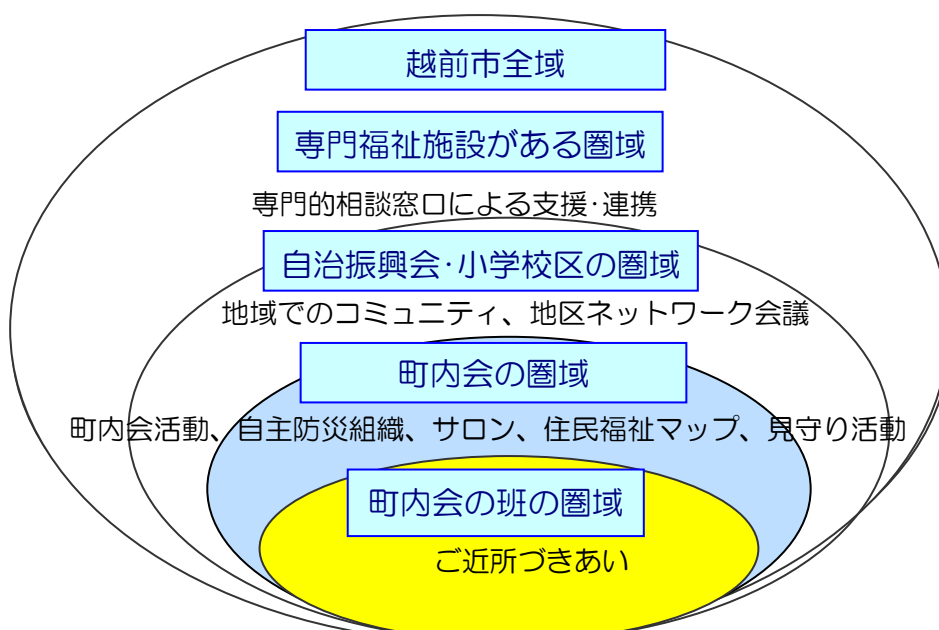 越前市全域
専門福祉施設がある圏域
専門的相談窓口による支援・連携
自治振興会・小学校区の圏域
地域でのコミュニティ、地区ネットワーク会議
町内会の圏域
町内会活動、自主防災組織、サロン、住民福祉マップ、見守り活動
町内会の班の圏域
ご近所づきあい